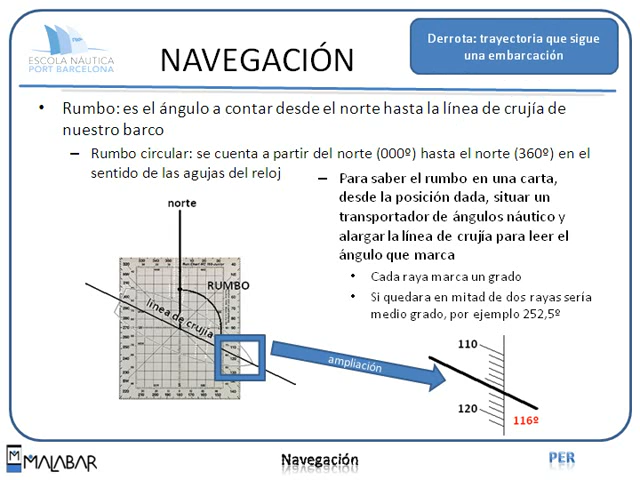 ESCOLA NÀUTICA
PORT BARCELONA
NAVEGACIÓN
Derrota: trayectoria que sigue
una embarcación
• Rumbo: es el ángulo a contar desde el norte hasta la línea de crujía de
nuestro barco
– Rumbo circular: se cuenta a partir del norte (000º) hasta el norte (360º) en el
sentido de las agujas del reloj
– Para saber el rumbo en una carta,
desde la posición dada, situar un
transportador de ángulos náutico y
alargar la línea de crujía para leer el
ángulo que marca
• Cada raya marca un grado
• Si quedara en mitad de dos rayas sería
medio grado, por ejemplo 252,5º
norte
RUMBO
línea de crujía
ampliación
110
120
116º
MALABAR
Navegación
PER